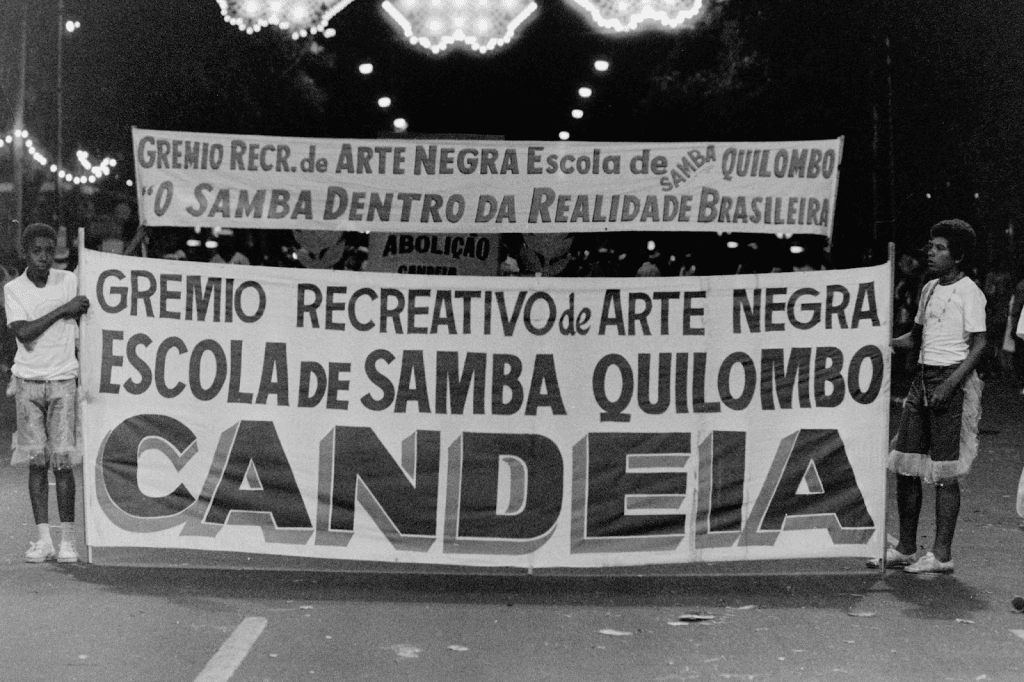 GREMIO RECR. de ARTE NEGRA Escola de SAMBA QUILOMBO
"O SAMBA DENTRO DA REALIDADE BRASILEIRA
ABOLIÇÃO
CANDEIA
GREMIO RECREATIVO de ARTE NEGRA
ESCOLA DE SAMBA QUILOMBO
CANDEIA